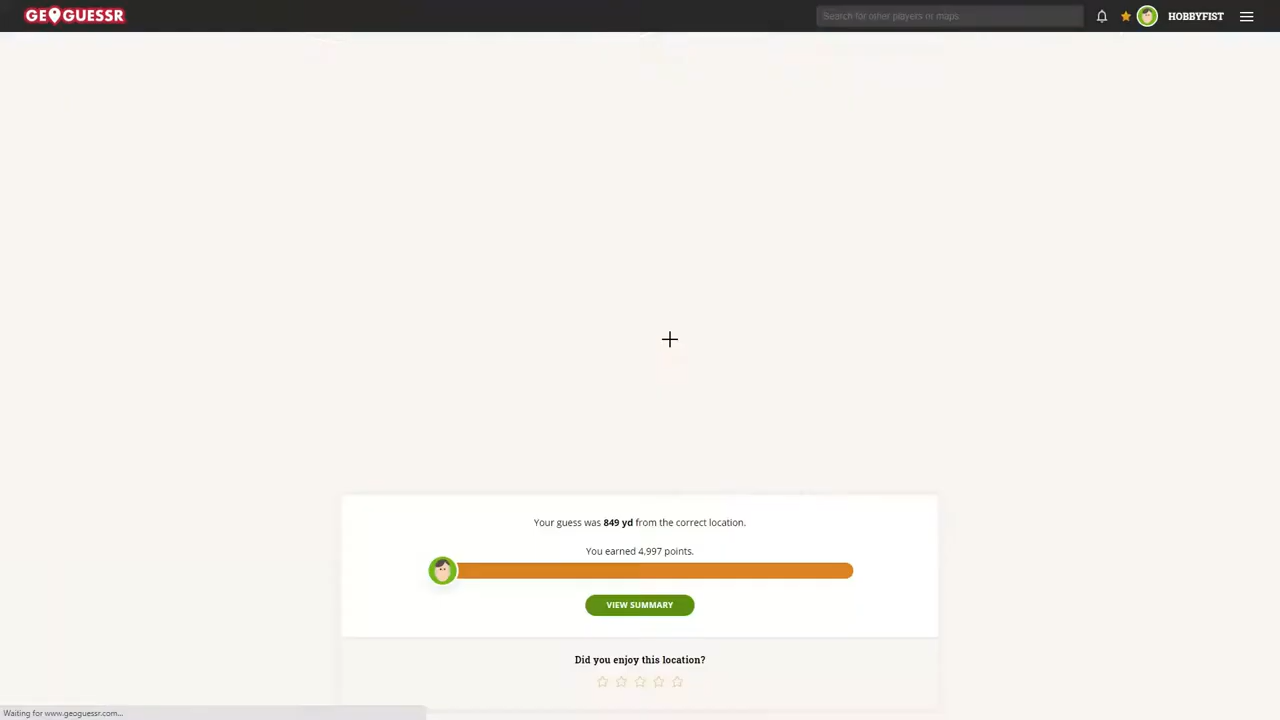 GEOGUESSR
Search for other players or maps
HOBBYFIST
Your guess was 849 yd from the correct location.
You earned 4,997 points.
VIEW SUMMARY
Did you enjoy this location?
Waiting for www.geoguessr.com...